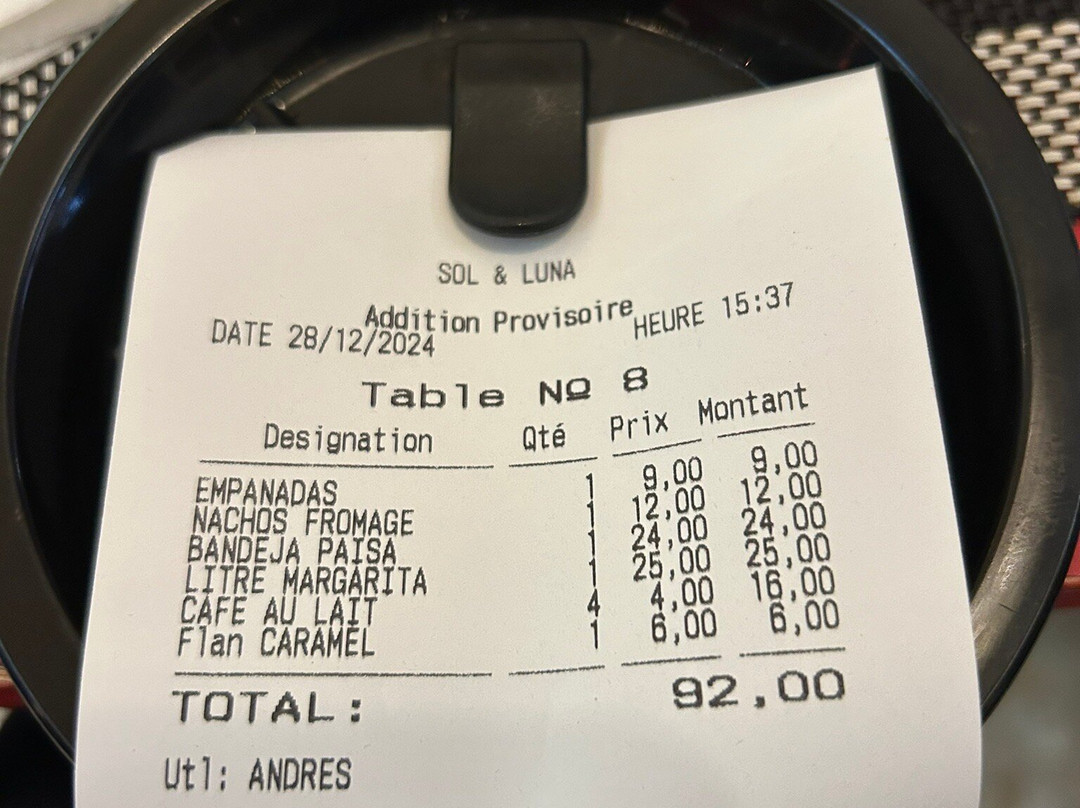 SOL & LUNA
Addition Provisoire
DATE 28/12/2024 HEURE 15:37
Table Nº 8
Designation Qté Prix Montant
EMPANADAS 1 9,00 9,00
NACHOS FROMAGE 1 12,00 12,00
BANDEJA PAISA 1 24,00 24,00
LITRE MARGARITA 1 25,00 25,00
CAFE AU LAIT 4 4,00 16,00
Flan CARAMEL 1 6,00 6,00
TOTAL: 92,00
Utl: ANDRES